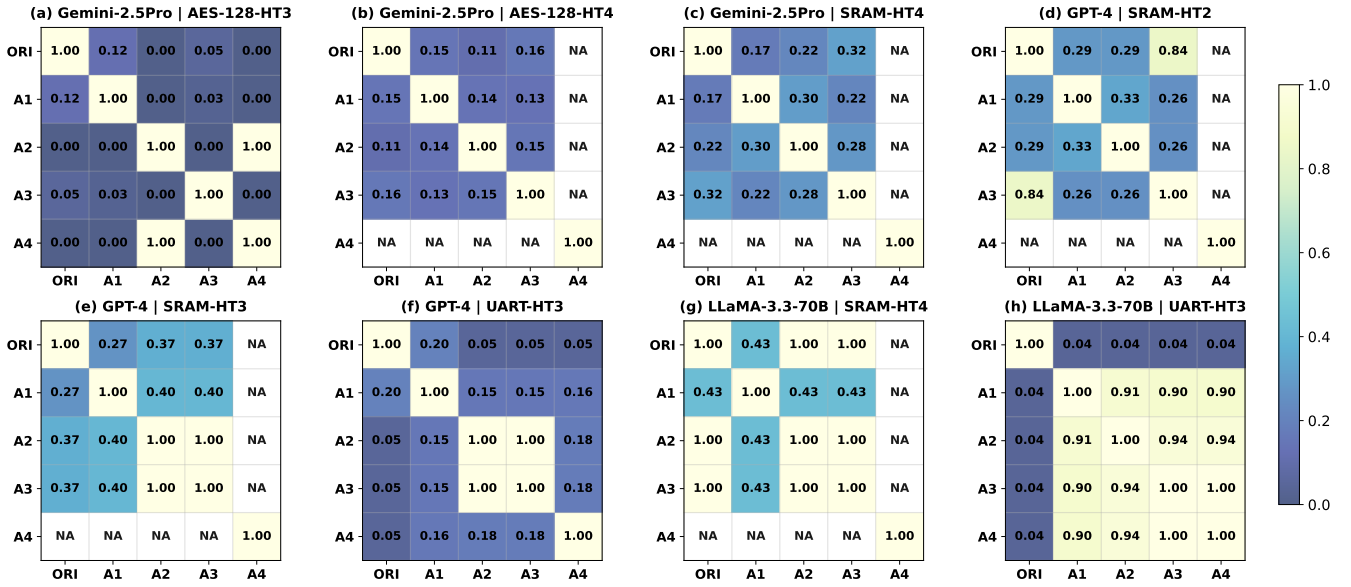 (a) Gemini-2.5Pro | AES-128-HT3
ORI 1.00 0.12 0.00 0.05 0.00
A1 0.12 1.00 0.00 0.03 0.00
A2 0.00 0.00 1.00 0.00 1.00
A3 0.05 0.03 0.00 1.00 0.00
A4 0.00 0.00 1.00 0.00 1.00
ORI A1 A2 A3 A4
(b) Gemini-2.5Pro | AES-128-HT4
1.00 0.15 0.11 0.16 NA
0.15 1.00 0.14 0.13 NA
0.11 0.14 1.00 0.15 NA
0.16 0.13 0.15 1.00 NA
NA NA NA NA 1.00
ORI A1 A2 A3 A4
(c) Gemini-2.5Pro | SRAM-HT4
1.00 0.17 0.22 0.32 NA
0.17 1.00 0.30 0.22 NA
0.22 0.30 1.00 0.28 NA
0.32 0.22 0.28 1.00 NA
NA NA NA NA 1.00
ORI A1 A2 A3 A4
(d) GPT-4 | SRAM-HT2
1.00 0.29 0.29 0.84 NA
0.29 1.00 0.33 0.26 NA
0.29 0.33 1.00 0.26 NA
0.84 0.26 0.26 1.00 NA
NA NA NA NA 1.00
ORI A1 A2 A3 A4
(e) GPT-4 | SRAM-HT3
ORI 1.00 0.27 0.37 0.37 NA
A1 0.27 1.00 0.40 0.40 NA
A2 0.37 0.40 1.00 1.00 NA
A3 0.37 0.40 1.00 1.00 NA
A4 NA NA NA NA 1.00
ORI A1 A2 A3 A4
(f) GPT-4 | UART-HT3
ORI 1.00 0.20 0.05 0.05 0.05
A1 0.20 1.00 0.15 0.15 0.16
A2 0.05 0.15 1.00 1.00 0.18
A3 0.05 0.15 1.00 1.00 0.18
A4 0.05 0.16 0.18 0.18 1.00
ORI A1 A2 A3 A4
(g) LLaMA-3.3-70B | SRAM-HT4
ORI 1.00 0.43 1.00 1.00 NA
A1 0.43 1.00 0.43 0.43 NA
A2 1.00 0.43 1.00 1.00 NA
A3 1.00 0.43 1.00 1.00 NA
A4 NA NA NA NA 1.00
ORI A1 A2 A3 A4
(h) LLaMA-3.3-70B | UART-HT3
ORI 1.00 0.04 0.04 0.04 0.04
A1 0.04 1.00 0.91 0.90 0.90
A2 0.04 0.91 1.00 0.94 0.94
A3 0.04 0.90 0.94 1.00 1.00
A4 0.04 0.90 0.94 1.00 1.00
ORI A1 A2 A3 A4
1.0
0.8
0.6
0.4
0.2
0.0